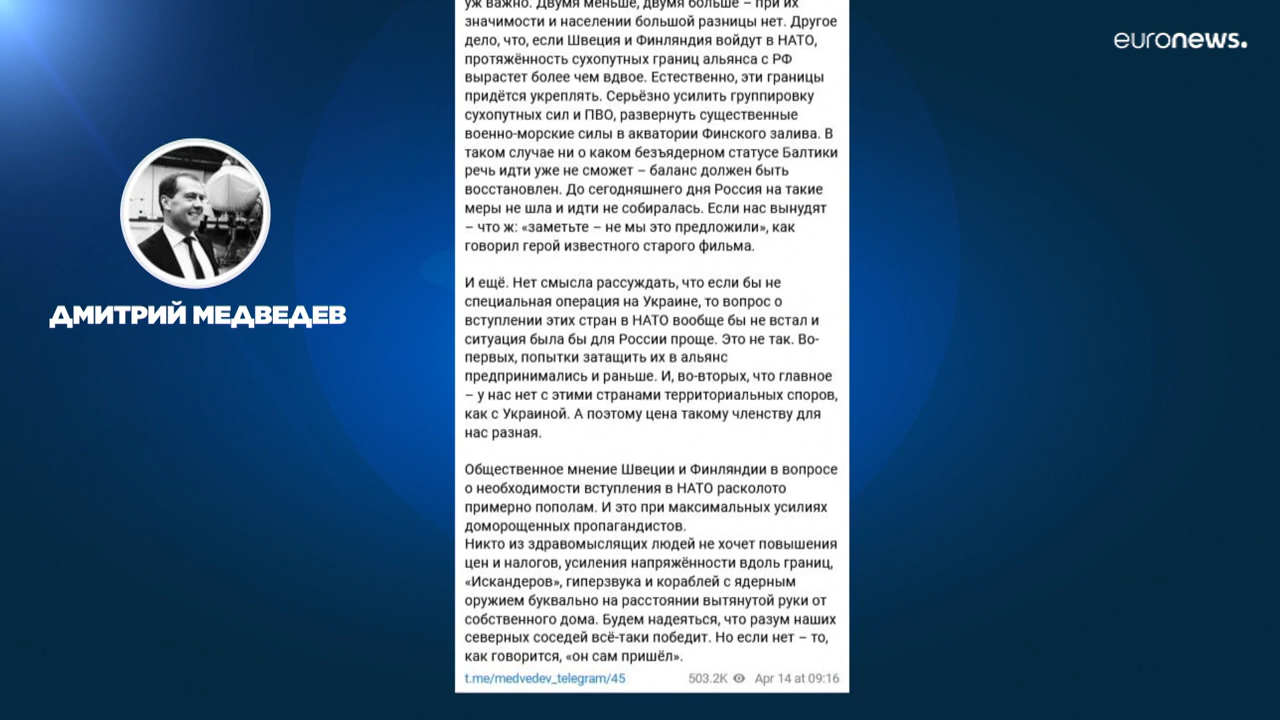 уж важно. Двумя меньше, двумя больше – при их
значимости и населении большой разницы нет. Другое
дело, что, если Швеция и Финляндия войдут в НАТО,
протяжённость сухопутных границ альянса с РФ
вырастет более чем вдвое. Естественно, эти границы
придётся укреплять. Серьёзно усилить группировку
сухопутных сил и ПВО, развернуть существенные
военно-морские силы в акватории Финского залива. В
таком случае ни о каком безъядерном статусе Балтики
речь идти уже не сможет – баланс должен быть
восстановлен. До сегодняшнего дня Россия на такие
меры не шла и идти не собиралась. Если нас вынудят
– что ж: «заметьте – не мы это предложили», как
говорил герой известного старого фильма.
И ещё. Нет смысла рассуждать, что если бы не
специальная операция на Украине, то вопрос о
вступлении этих стран в НАТО вообще бы не встал и
ситуация была бы для России проще. Это не так. Во-
первых, попытки затащить их в альянс
предпринимались и раньше. И, во-вторых, что главное
– у нас нет с этими странами территориальных споров,
как с Украиной. А поэтому цена такому членству для
нас разная.
Общественное мнение Швеции и Финляндии в вопросе
о необходимости вступления в НАТО расколото
примерно пополам. И это при максимальных усилиях
доморощенных пропагандистов.
Никто из здравомыслящих людей не хочет повышения
цен и налогов, усиления напряжённости вдоль границ,
«Искандеров», гиперзвука и кораблей с ядерным
оружием буквально на расстоянии вытянутой руки от
собственного дома. Будем надеяться, что разум наших
северных соседей всё-таки победит. Но если нет – то,
как говорится, «он сам пришёл».
t.me/medvedev_telegram/45 503.2K Apr 14 at 09:16
ДМИТРИЙ МЕДВЕДЕВ
euronews.